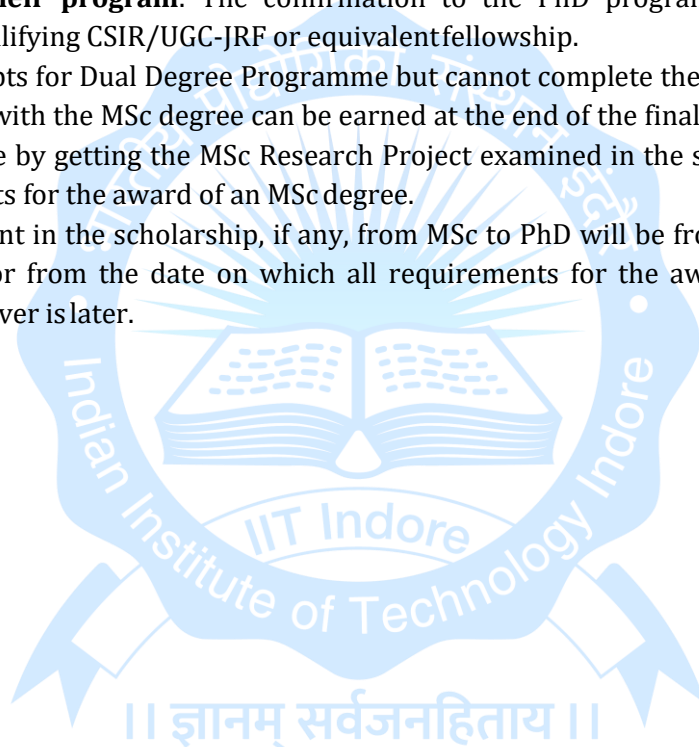 heir program. The confirmation to the PhD progra
alifying CSIR/UGC-JRF or equivalent fellowship.
pts for Dual Degree Programme but cannot complete the
with the MSc degree can be earned at the end of the final
e by getting the MSc Research Project examined in the s
ts for the award of an MSc degree.
nt in the scholarship, if any, from MSc to PhD will be fro
or from the date on which all requirements for the aw
ver is later.
भारतीय प्रौद्योगिकी संस्थान इंदौर
Indian Institute of Technology Indore
IIT Indore
।। ज्ञानम् सर्वजनहिताय ।।